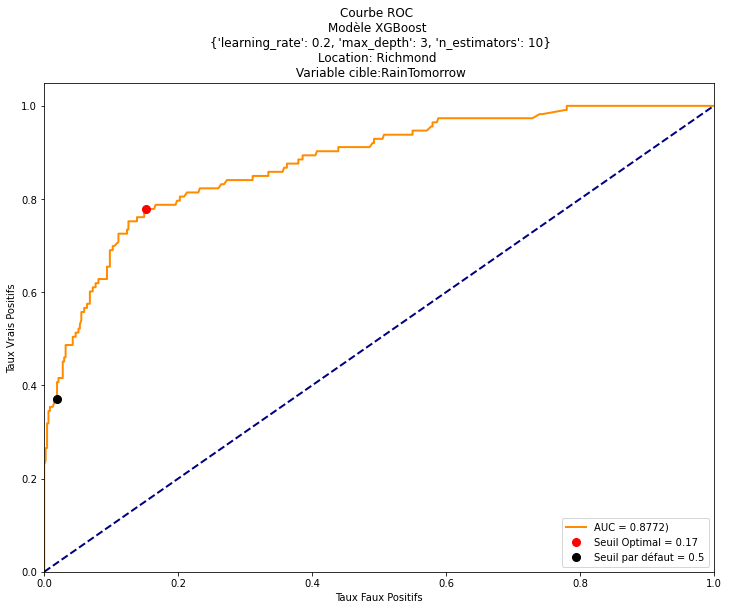 Courbe ROC
Modèle XGBoost
{'learning_rate': 0.2, 'max_depth': 3, 'n_estimators': 10}
Location: Richmond
Variable cible:RainTomorrow
Taux Vrais Positifs
1.0
0.8
0.6
0.4
0.2
0.0
0.0
0.2
0.4
0.6
0.8
1.0
Taux Faux Positifs
AUC = 0.8772)
Seuil Optimal = 0.17
Seuil par défaut = 0.5